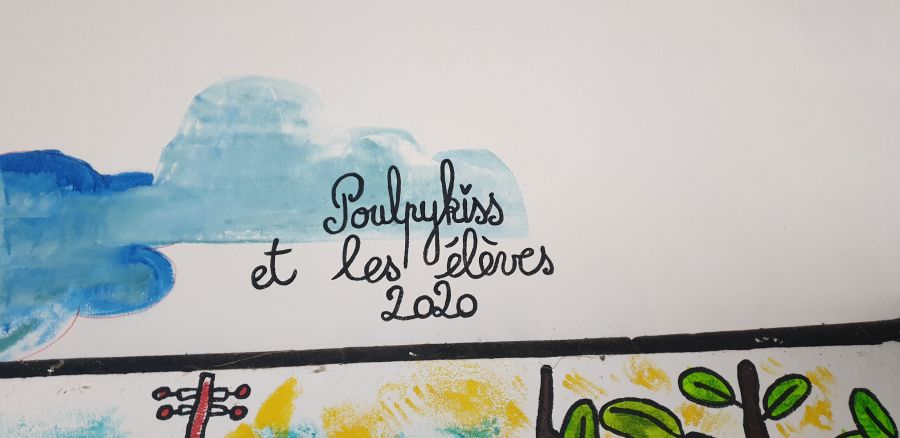 Poulpykiss
et les élèves
2020